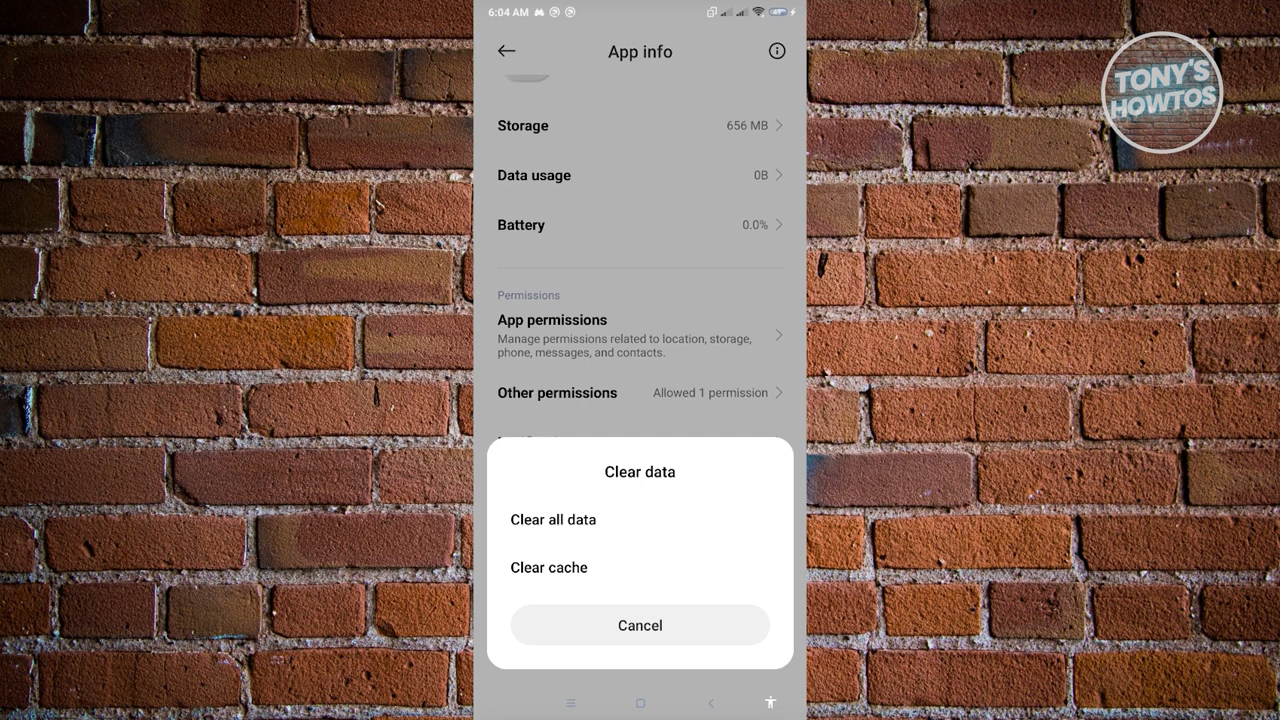 6:04 AM
App info
Storage 656 MB
Data usage 0B
Battery 0.0%
Permissions
App permissions
Manage permissions related to location, storage,
phone, messages, and contacts.
Other permissions Allowed 1 permission
Clear data
Clear all data
Clear cache
Cancel
TONY'S
HOWTOS